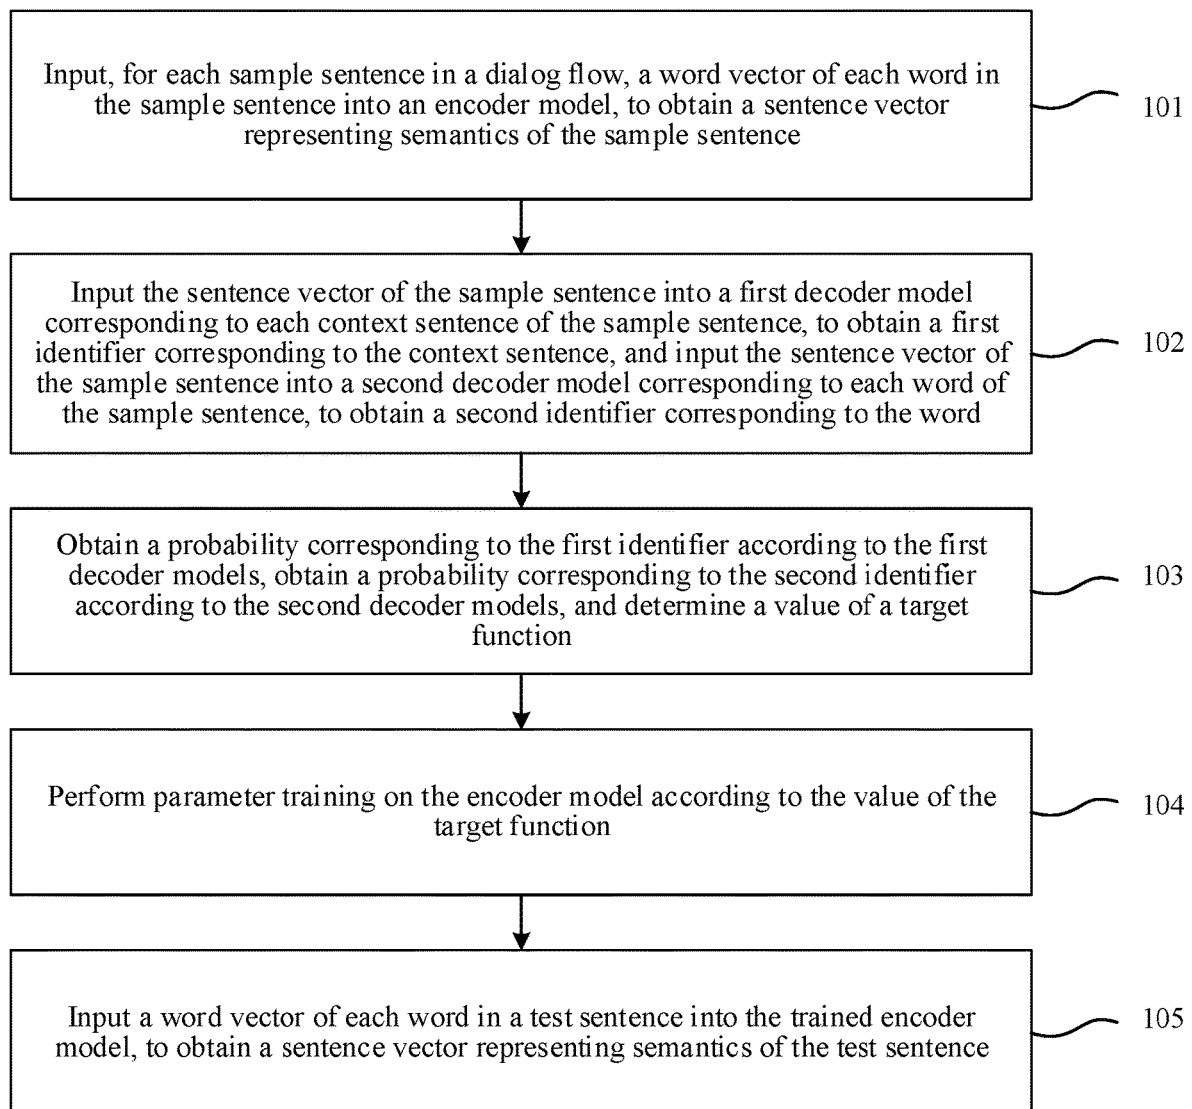 Input, for each sample sentence in a dialog flow, a word vector of each word in
the sample sentence into an encoder model, to obtain a sentence vector
representing semantics of the sample sentence
101
Input the sentence vector of the sample sentence into a first decoder model
corresponding to each context sentence of the sample sentence, to obtain a first
identifier corresponding to the context sentence, and input the sentence vector of
the sample sentence into a second decoder model corresponding to each word of
the sample sentence, to obtain a second identifier corresponding to the word
102
Obtain a probability corresponding to the first identifier according to the first
decoder models, obtain a probability corresponding to the second identifier
according to the second decoder models, and determine a value of a target
function
103
Perform parameter training on the encoder model according to the value of the
target function
104
Input a word vector of each word in a test sentence into the trained encoder
model, to obtain a sentence vector representing semantics of the test sentence
105